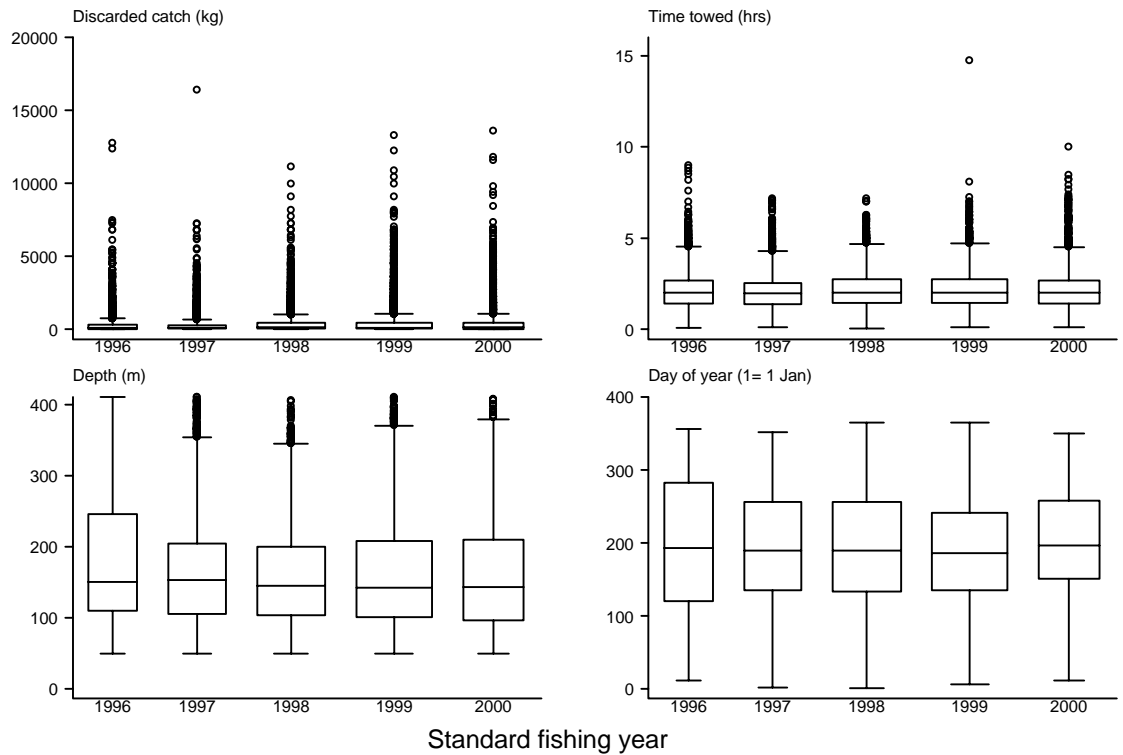 Discarded catch (kg)
20000
15000
10000
5000
0
1996 1997 1998 1999 2000
Time towed (hrs)
15
10
5
0
1996 1997 1998 1999 2000
Depth (m)
400
300
200
100
0
1996 1997 1998 1999 2000
Day of year (1= 1 Jan)
400
300
200
100
0
1996 1997 1998 1999 2000
Standard fishing year